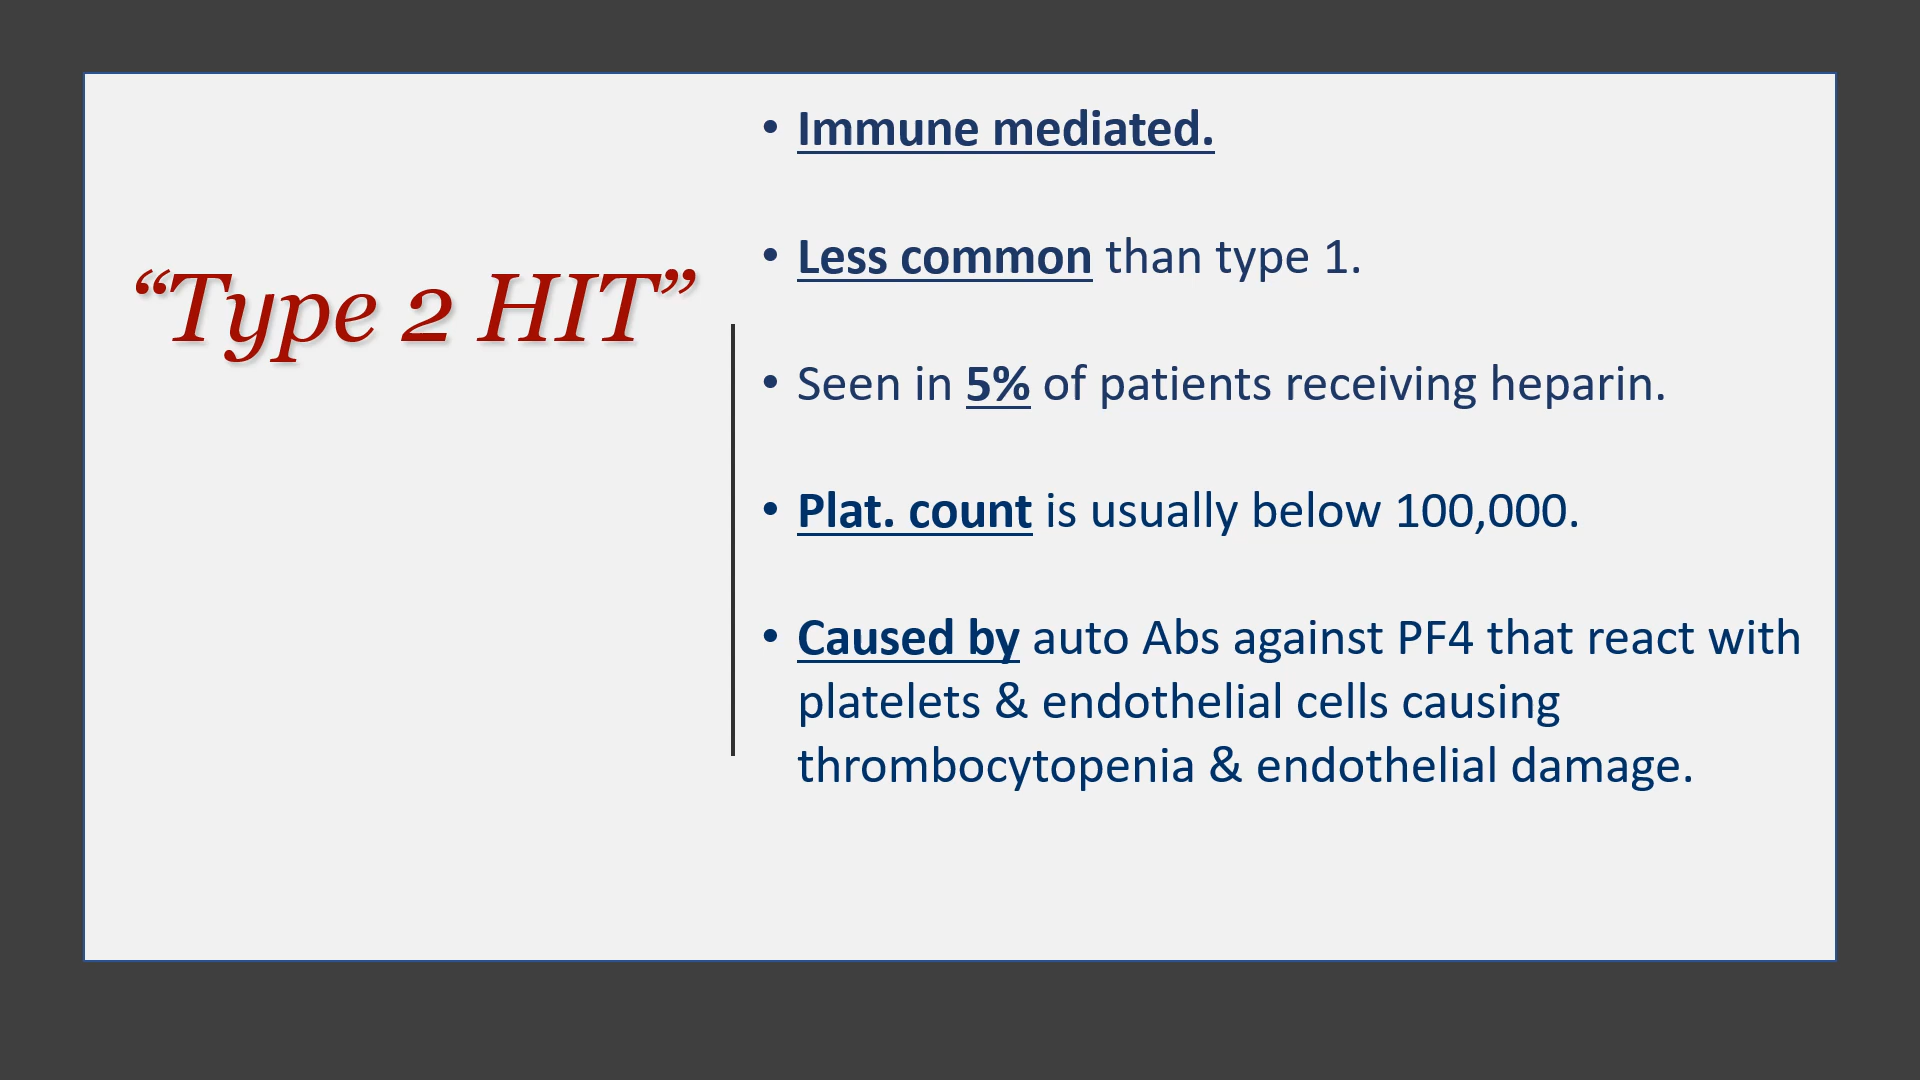 “Type 2 HIT”
• Immune mediated.
• Less common than type 1.
• Seen in 5% of patients receiving heparin.
• Plat. count is usually below 100,000.
• Caused by auto Abs against PF4 that react with
platelets & endothelial cells causing
thrombocytopenia & endothelial damage.